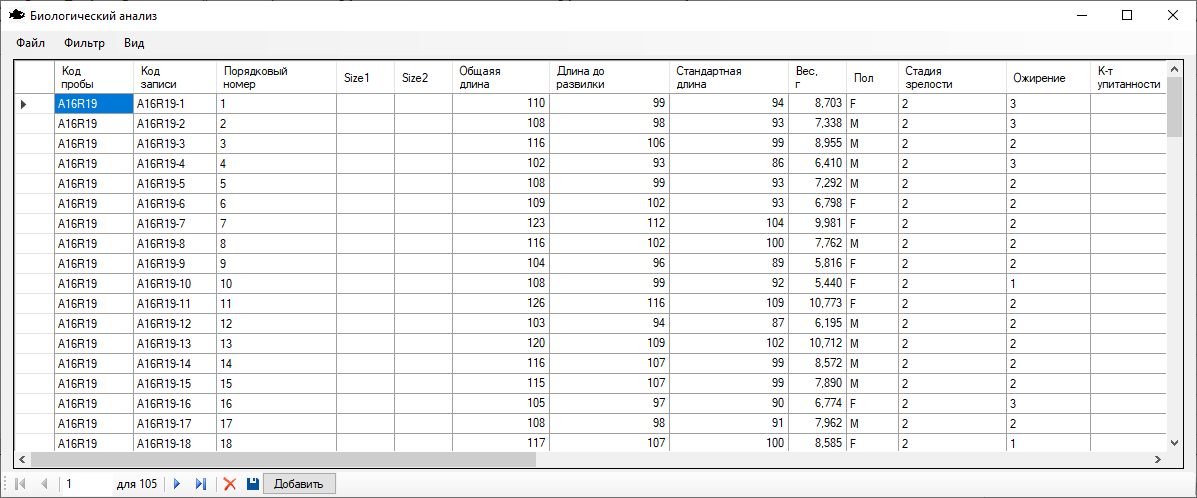 Биологический анализ
Файл Фильтр Вид
Код пробы Код записи Порядковый номер Size1 Size2 Общаяя длина Длина до развилки Стандартная длина Вес, г Пол Стадия зрелости Ожирение К-т упитанности
A16R19 A16R19-1 1 110 99 94 8,703 F 2 3
A16R19 A16R19-2 2 108 98 93 7,338 M 2 3
A16R19 A16R19-3 3 116 106 99 8,955 M 2 2
A16R19 A16R19-4 4 102 93 86 6,410 M 2 3
A16R19 A16R19-5 5 108 99 93 7,292 M 2 2
A16R19 A16R19-6 6 109 102 93 6,798 F 2 2
A16R19 A16R19-7 7 123 112 104 9,981 F 2 2
A16R19 A16R19-8 8 116 102 100 7,762 M 2 2
A16R19 A16R19-9 9 104 96 89 5,816 F 2 2
A16R19 A16R19-10 10 108 99 92 5,440 F 2 1
A16R19 A16R19-11 11 126 116 109 10,773 F 2 2
A16R19 A16R19-12 12 103 94 87 6,195 M 2 2
A16R19 A16R19-13 13 120 109 102 10,712 M 2 2
A16R19 A16R19-14 14 116 107 99 8,572 M 2 2
A16R19 A16R19-15 15 115 107 99 7,890 M 2 2
A16R19 A16R19-16 16 105 97 90 6,774 F 2 3
A16R19 A16R19-17 17 108 98 91 7,962 M 2 2
A16R19 A16R19-18 18 117 107 100 8,585 F 2 1
1 для 105 Добавить